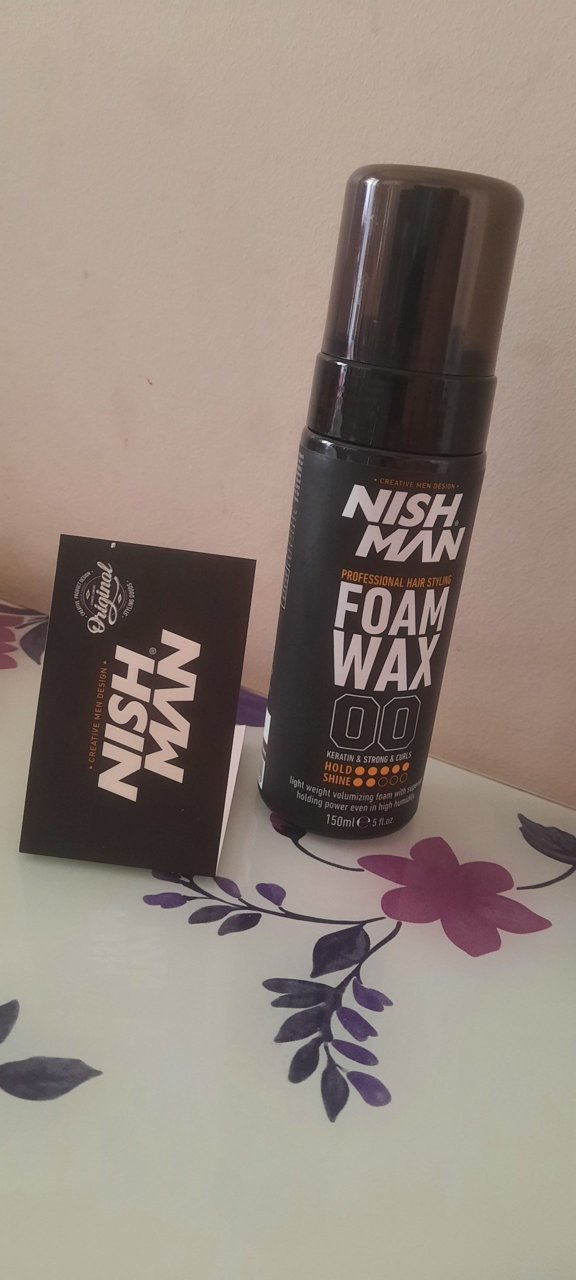 • CREATIVE MEN DESIGN •
NISH
MAN
PROFESSIONAL HAIR STYLING
FOAM
WAX
00
KERATIN & STRONG & CURLS
HOLD
SHINE
light weight volumizing foam with
holding power even in high humidity
150ml ℮ 5 fl.oz.
Original
• CREATIVE MEN DESIGN •
NISH
MAN®